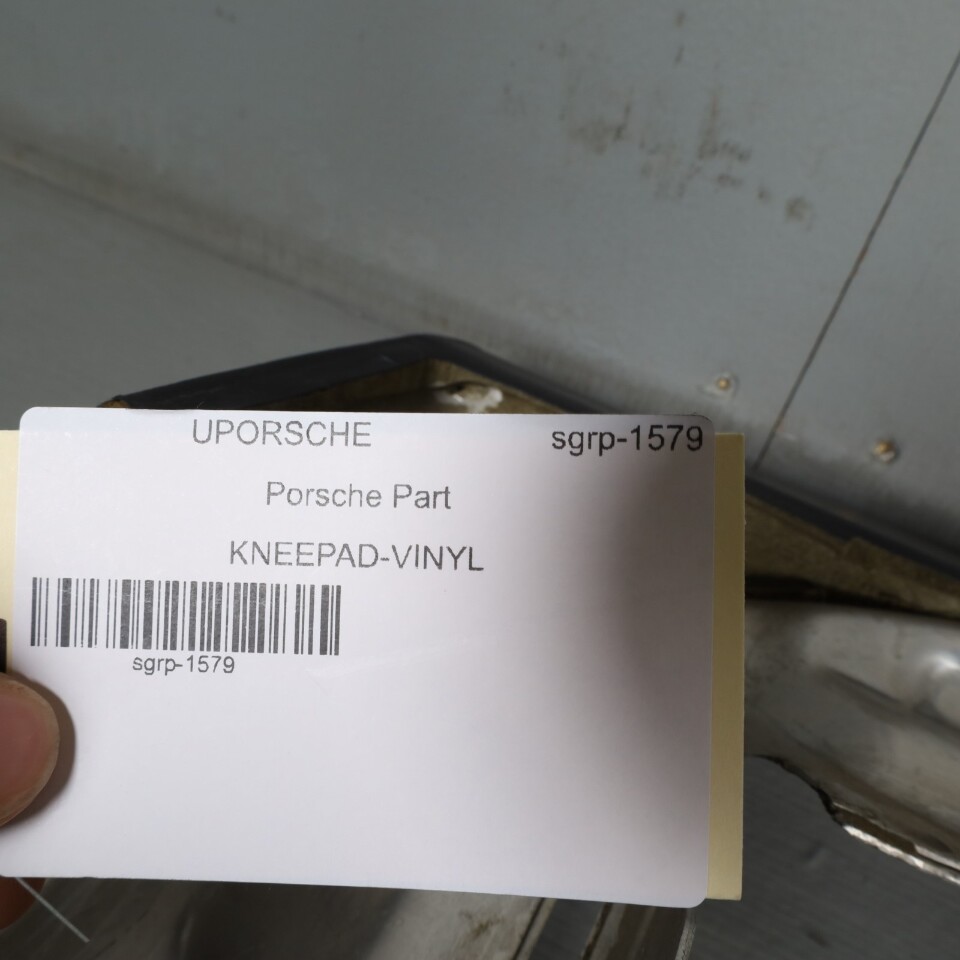 UPORSCHE sgrp-1579
Porsche Part
KNEEPAD-VINYL
sgrp-1579